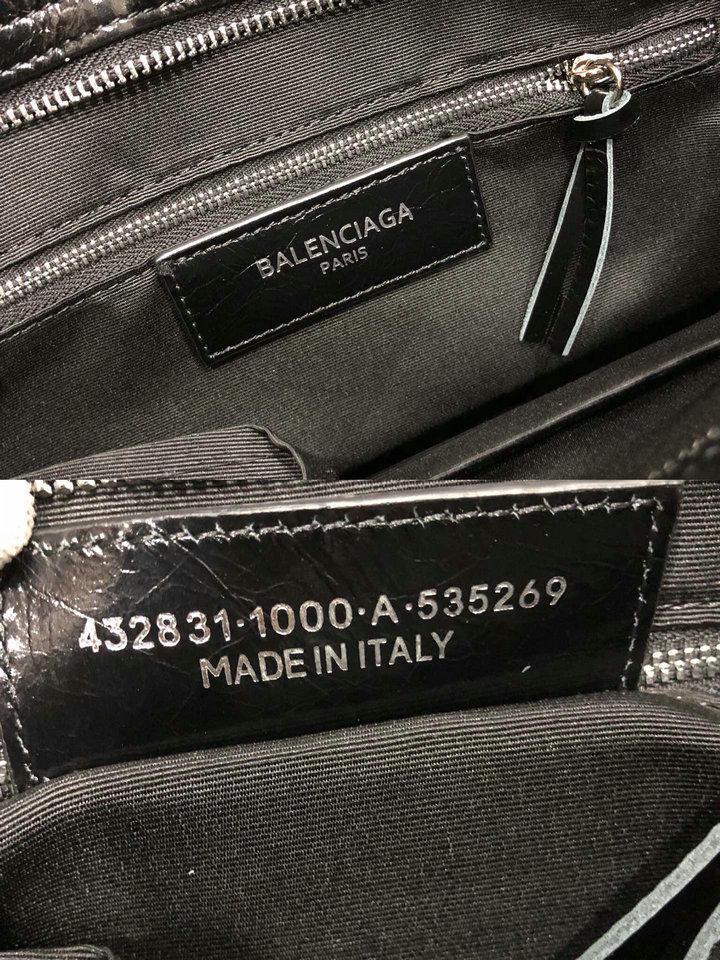 BALENCIAGA
PARIS
432831·1000·A·535269
MADE IN ITALY